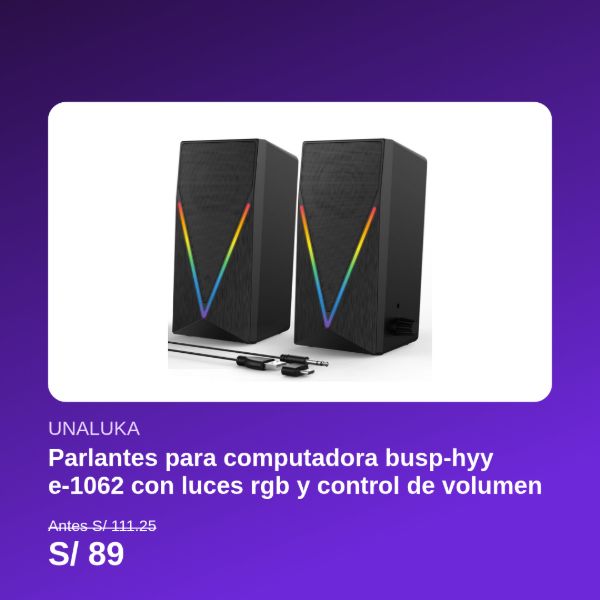 UNALUKA
Parlantes para computadora busp-hyy
e-1062 con luces rgb y control de volumen
Antes S/ 111.25
S/ 89